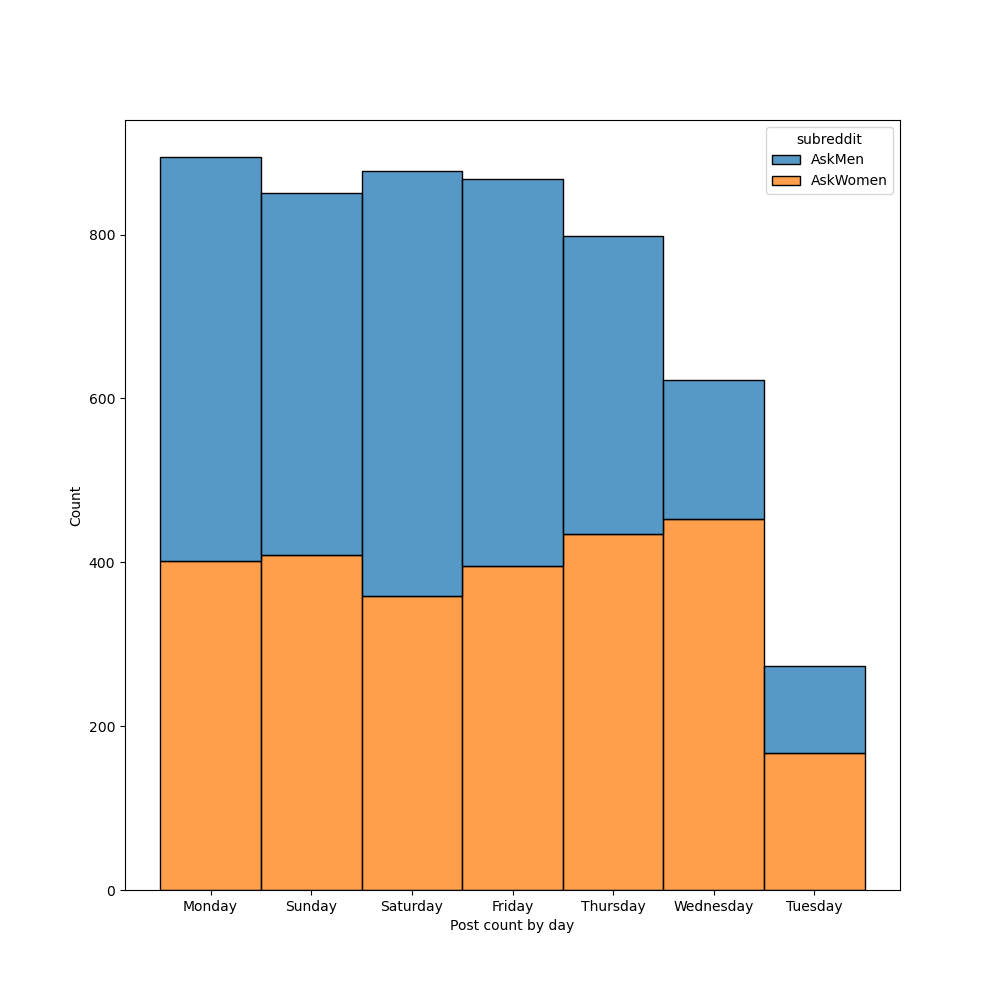 subreddit
AskMen
AskWomen
800
600
400
200
0
Count
Monday Sunday Saturday Friday Thursday Wednesday Tuesday
Post count by day